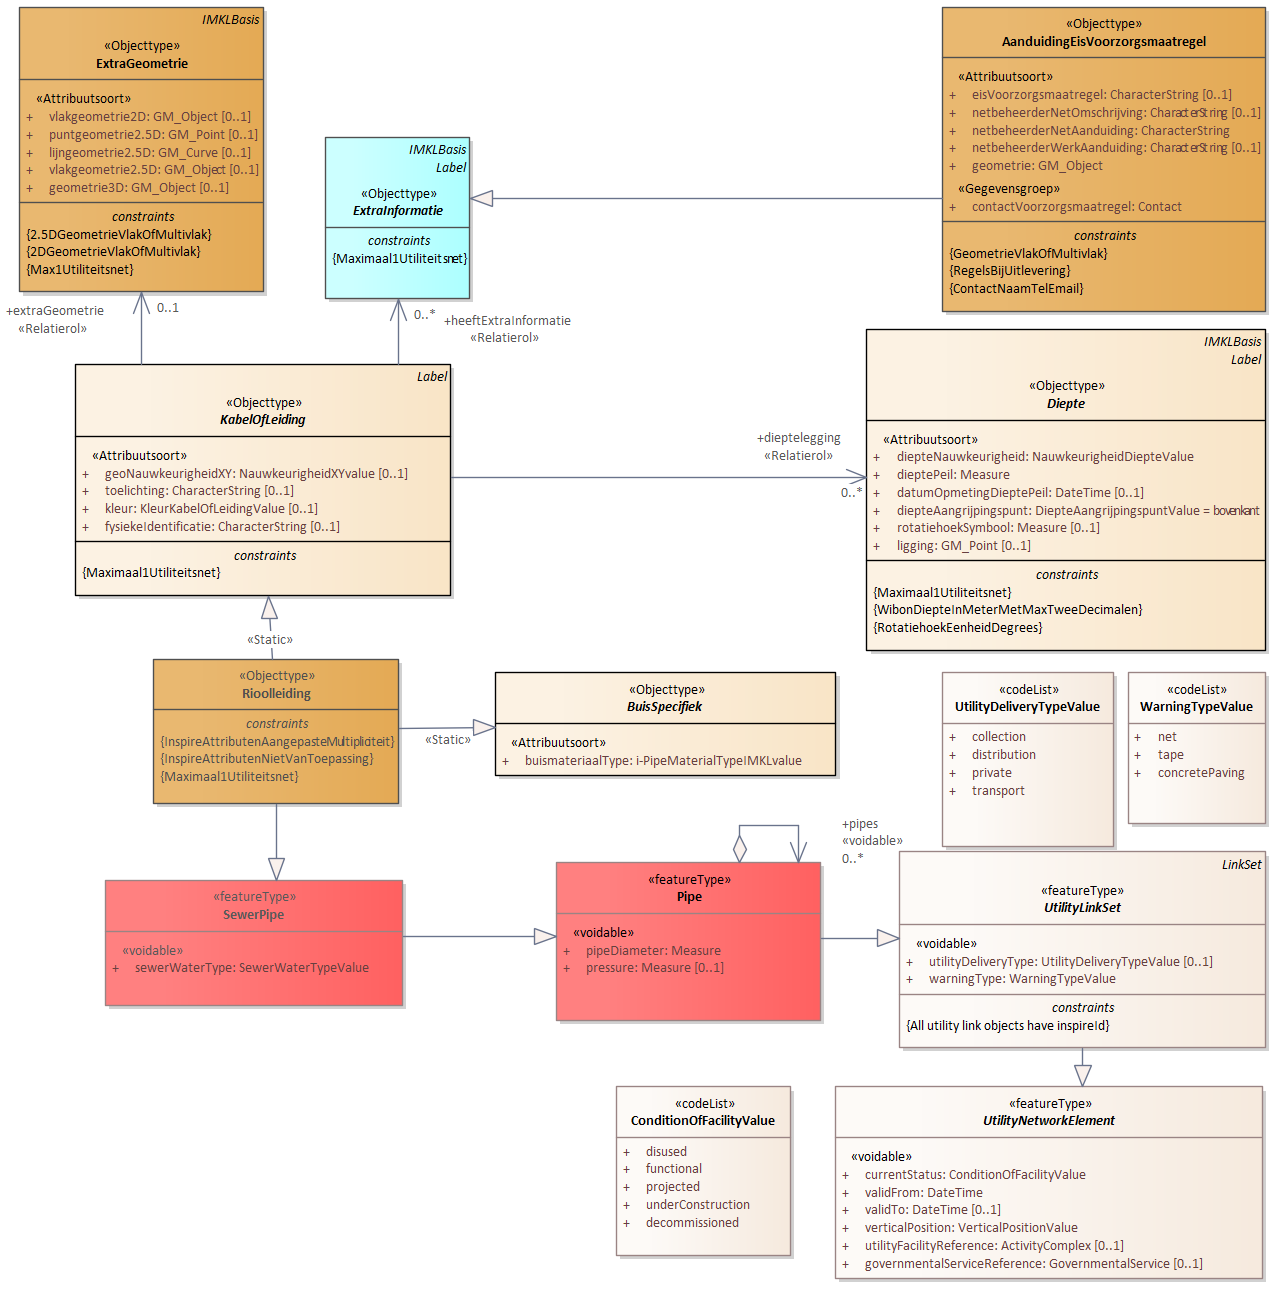 IMKLBasis
«Objecttype»
ExtraGeometrie
«Attribuutsoort»
+ vlakgeometrie2D: GM_Object [0..1]
+ puntgeometrie2.5D: GM_Point [0..1]
+ lijngeometrie2.5D: GM_Curve [0..1]
+ vlakgeometrie2.5D: GM_Object [0..1]
+ geometrie3D: GM_Object [0..1]
constraints
{2.5DGeometrieVlakOfMultivlak}
{2DGeometrieVlakOfMultivlak}
{Max1Utiliteitsnet}
«Objecttype»
AanduidingEisVoorzorgsmaatregel
«Attribuutsoort»
+ eisVoorzorgsmaatregel: CharacterString [0..1]
+ netbeheerderNetOmschrijving: CharacterString [0..1]
+ netbeheerderNetAanduiding: CharacterString
+ netbeheerderWerkAanduiding: CharacterString [0..1]
+ geometrie: GM_Object
«Gegevensgroep»
+ contactVoorzorgsmaatregel: Contact
constraints
{GeometrieVlakOfMultivlak}
{RegelsBijUitlevering}
{ContactNaamTelEmail}
IMKLBasis
Label
«Objecttype»
ExtraInformatie
constraints
{Maximaal1Utiliteitsnet}
+extraGeometrie
«Relatierol»
0..1
0..*
+heeftExtraInformatie
«Relatierol»
Label
«Objecttype»
KabelOfLeiding
«Attribuutsoort»
+ geoNauwkeurigheidXY: NauwkeurigheidXYvalue [0..1]
+ toelichting: CharacterString [0..1]
+ kleur: KleurKabelOfLeidingValue [0..1]
+ fysiekeIdentificatie: CharacterString [0..1]
constraints
{Maximaal1Utiliteitsnet}
+dieptelegging
«Relatierol»
0..*
IMKLBasis
Label
«Objecttype»
Diepte
«Attribuutsoort»
+ diepteNauwkeurigheid: NauwkeurigheidDiepteValue
+ dieptePeil: Measure
+ datumOpmetingDieptePeil: DateTime [0..1]
+ diepteAangrijpingspunt: DiepteAangrijpingspuntValue = bovenkant
+ rotatiehoekSymbool: Measure [0..1]
+ ligging: GM_Point [0..1]
constraints
{Maximaal1Utiliteitsnet}
{WibonDiepteInMeterMetMaxTweeDecimalen}
{RotatiehoekEenheidDegrees}
«Static»
«Objecttype»
Rioolleiding
constraints
{InspireAttributenAangepasteMultipliciteit}
{InspireAttributenNietVanToepassing}
{Maximaal1Utiliteitsnet}
«Static»
«Objecttype»
BuisSpecifiek
«Attribuutsoort»
+ buismateriaalType: i-PipeMaterialTypeIMKLvalue
«codeList»
UtilityDeliveryTypeValue
+ collection
+ distribution
+ private
+ transport
«codeList»
WarningTypeValue
+ net
+ tape
+ concretePaving
+pipes
«voidable»
0..*
«featureType»
SewerPipe
«voidable»
+ sewerWaterType: SewerWaterTypeValue
«featureType»
Pipe
«voidable»
+ pipeDiameter: Measure
+ pressure: Measure [0..1]
LinkSet
«featureType»
UtilityLinkSet
«voidable»
+ utilityDeliveryType: UtilityDeliveryTypeValue [0..1]
+ warningType: WarningTypeValue
constraints
{All utility link objects have inspireId}
«codeList»
ConditionOfFacilityValue
+ disused
+ functional
+ projected
+ underConstruction
+ decommissioned
«featureType»
UtilityNetworkElement
«voidable»
+ currentStatus: ConditionOfFacilityValue
+ validFrom: DateTime
+ validTo: DateTime [0..1]
+ verticalPosition: VerticalPositionValue
+ utilityFacilityReference: ActivityComplex [0..1]
+ governmentalServiceReference: GovernmentalService [0..1]